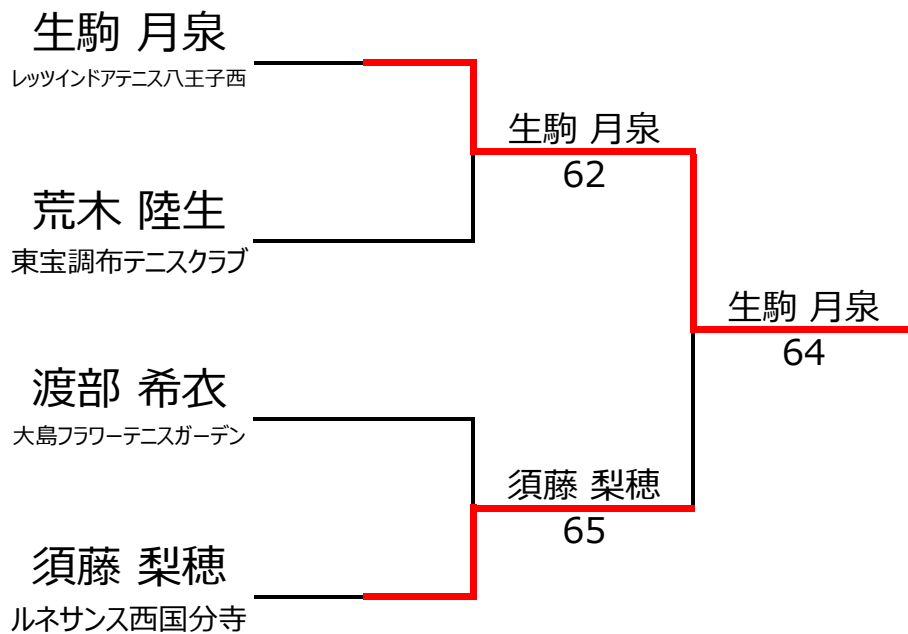 生駒 月泉
レッツインドアテニス八王子西
生駒 月泉
62
荒木 陸生
東宝調布テニスクラブ
生駒 月泉
64
渡部 希衣
大島フラワーテニスガーデン
須藤 梨穂
65
須藤 梨穂
ルネサンス西国分寺